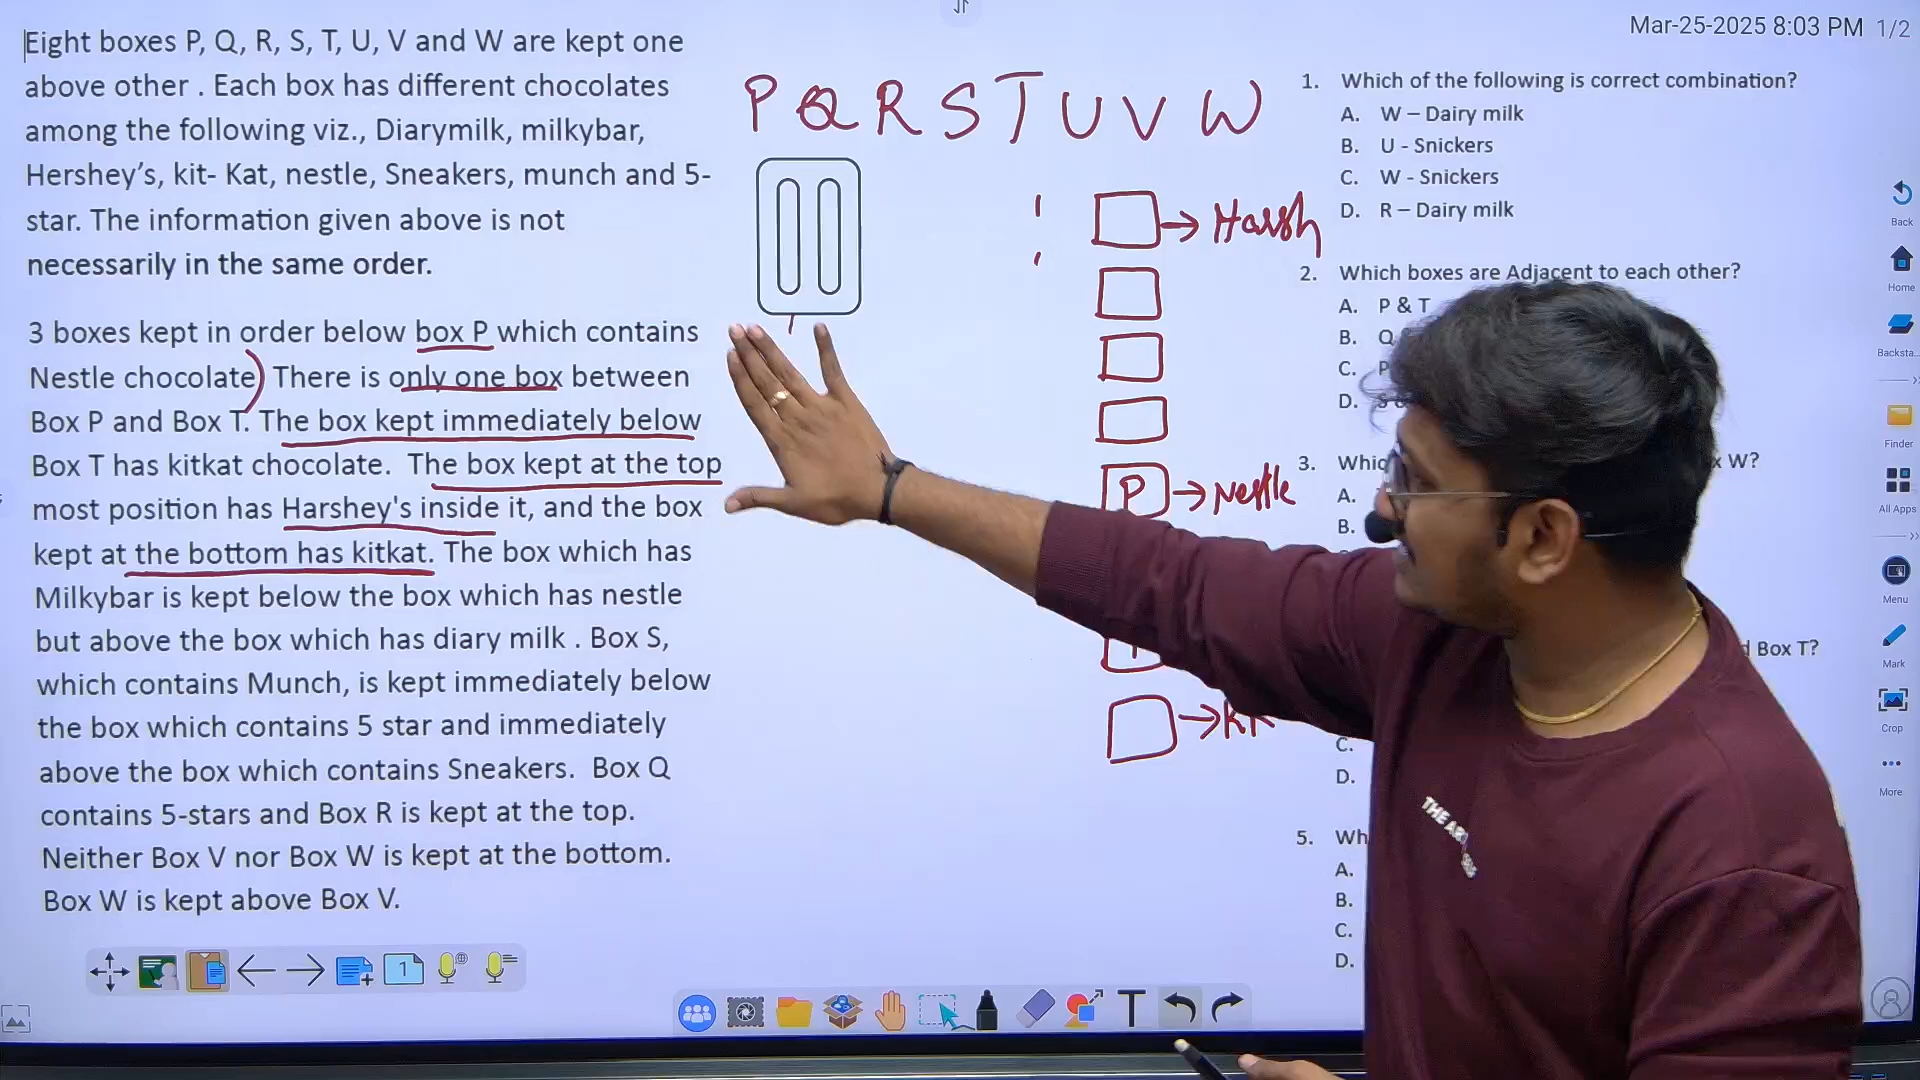 Mar-25-2025 8:03 PM 1/2
Eight boxes P, Q, R, S, T, U, V and W are kept one
above other . Each box has different chocolates
among the following viz., Diarymilk, milkybar,
Hershey’s, kit- Kat, nestle, Sneakers, munch and 5-
star. The information given above is not
necessarily in the same order.
3 boxes kept in order below box P which contains
Nestle chocolate) There is only one box between
Box P and Box T. The box kept immediately below
Box T has kitkat chocolate. The box kept at the top
most position has Harshey's inside it, and the box
kept at the bottom has kitkat. The box which has
Milkybar is kept below the box which has nestle
but above the box which has diary milk . Box S,
which contains Munch, is kept immediately below
the box which contains 5 star and immediately
above the box which contains Sneakers. Box Q
contains 5-stars and Box R is kept at the top.
Neither Box V nor Box W is kept at the bottom.
Box W is kept above Box V.
P Q R S T U V W
→ Harsh
P → Nestle
T
→ KK
1. Which of the following is correct combination?
A. W – Dairy milk
B. U - Snickers
C. W - Snickers
D. R – Dairy milk
2. Which boxes are Adjacent to each other?
A. P & T
B. Q
C. P
D. S &
3. Whic
x W?
A.
B.
Box T?
C.
D.
5. Wh
A.
B.
C.
D.
Back
Home
Backsta...
Finder
All Apps
Menu
Mark
Crop
More
1
T
THE AR